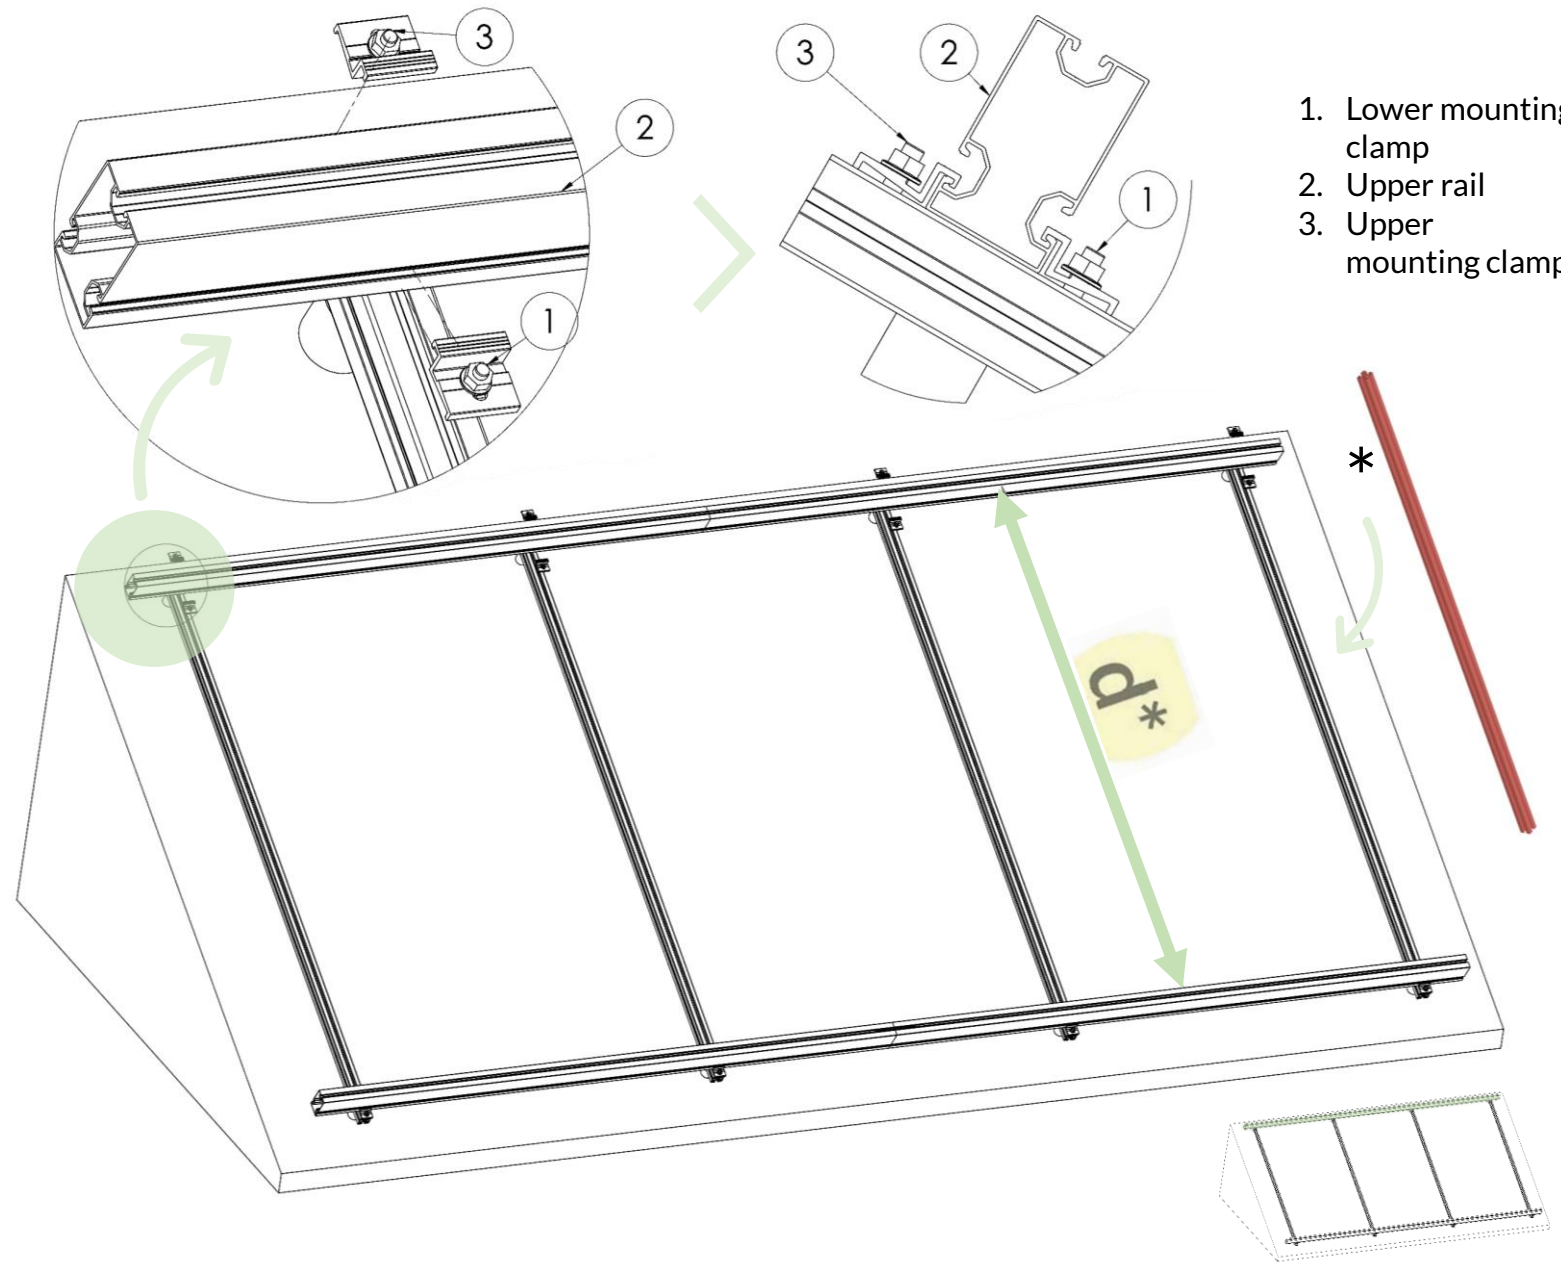 3
2
1
3
2
1
1. Lower mounting
clamp
2. Upper rail
3. Upper
mounting clamp
*
d*